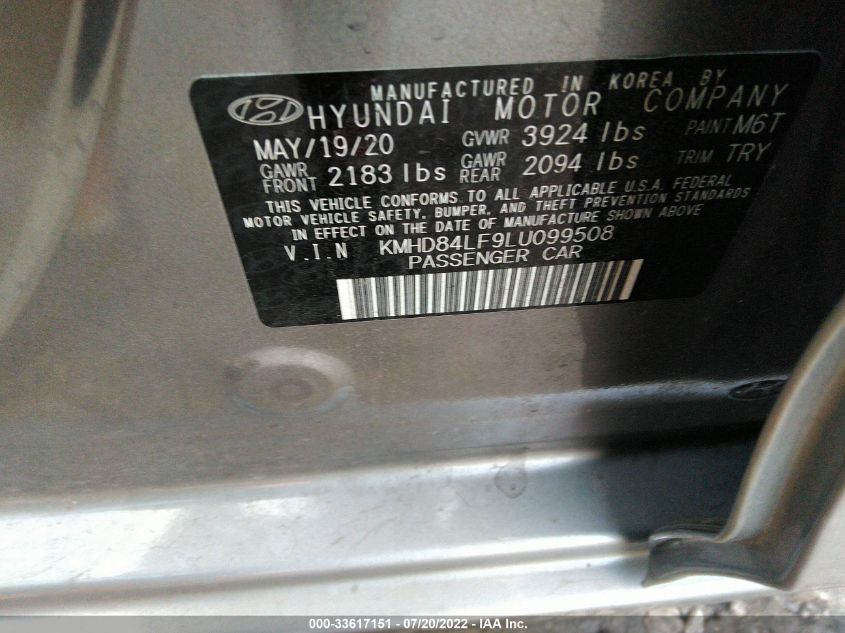 MANUFACTURED IN KOREA BY
HYUNDAI MOTOR COMPANY
MAY/19/20 GVWR 3924 lbs PAINT M6T
GAWR FRONT 2183 lbs GAWR REAR 2094 lbs TRIM TRY
THIS VEHICLE CONFORMS TO ALL APPLICABLE U.S.A. FEDERAL
MOTOR VEHICLE SAFETY, BUMPER, AND THEFT PREVENTION STANDARDS
IN EFFECT ON THE DATE OF MANUFACTURE SHOWN ABOVE
V.I.N KMHD84LF9LU099508
PASSENGER CAR
000-33617151 - 07/20/2022 - IAA Inc.